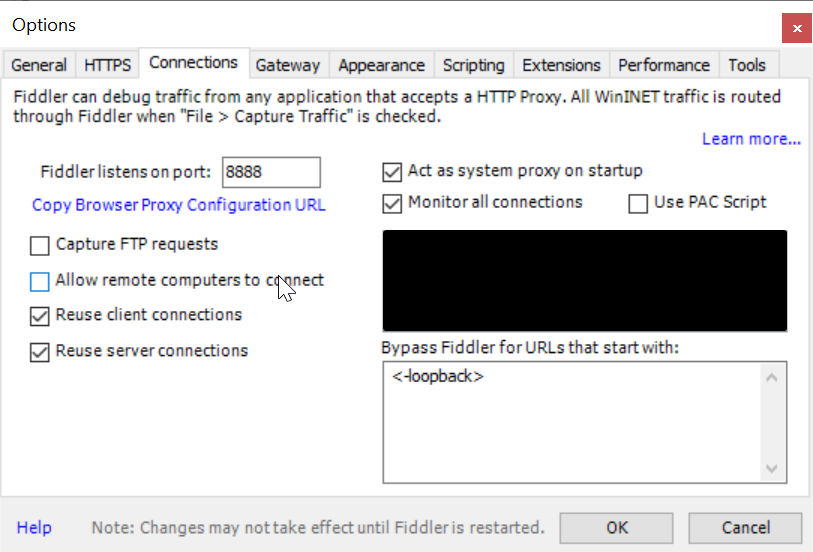 Options
General HTTPS Connections Gateway Appearance Scripting Extensions Performance Tools
Fiddler can debug traffic from any application that accepts a HTTP Proxy. All WinINET traffic is routed
through Fiddler when "File > Capture Traffic" is checked.
Learn more...
Fiddler listens on port: 8888
Copy Browser Proxy Configuration URL
Capture FTP requests
Allow remote computers to connect
Reuse client connections
Reuse server connections
Act as system proxy on startup
Monitor all connections Use PAC Script
Bypass Fiddler for URLs that start with:
<-loopback>
Help Note: Changes may not take effect until Fiddler is restarted. OK Cancel